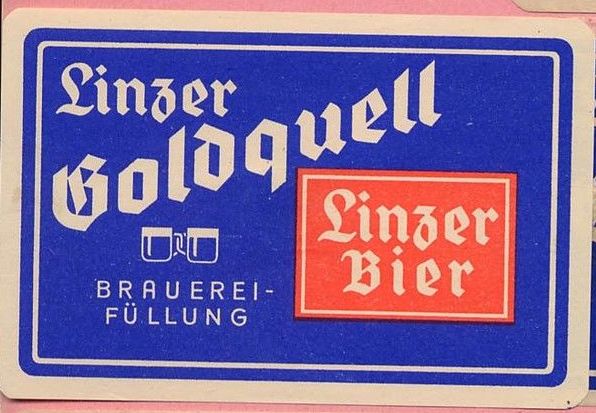 Linzer
Goldquell
BRAUEREI-
FÜLLUNG
Linzer
Bier